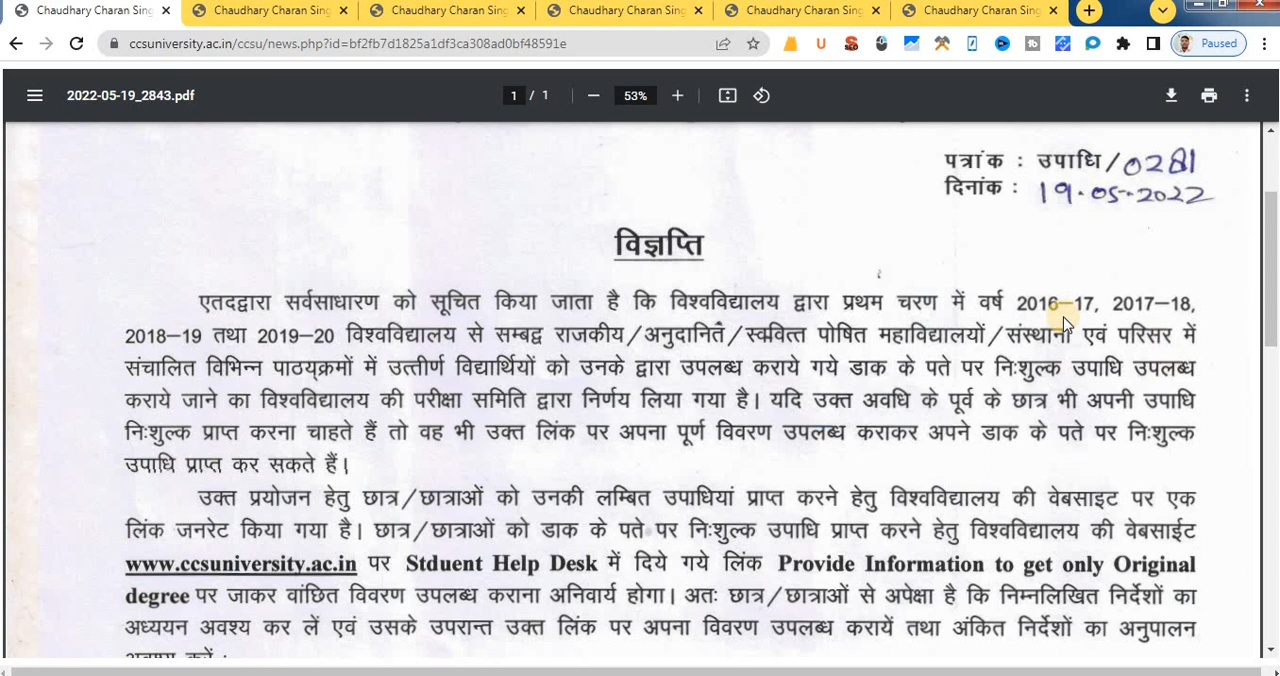 Chaudhary Charan Sing Chaudhary Charan Sing Chaudhary Charan Sing Chaudhary Charan Sing Chaudhary Charan Sing Chaudhary Charan Sing
ccsuniversity.ac.in/ccsu/news.php?id=bf2fb7d1825a1df3ca308ad0bf48591e Paused
2022-05-19_2843.pdf 1 / 1 53%
पत्रांक : उपाधि/0281
दिनांक : 19.05.2022
विज्ञप्ति
एतदद्वारा सर्वसाधारण को सूचित किया जाता है कि विश्वविद्यालय द्वारा प्रथम चरण में वर्ष 2016–17, 2017–18,
2018–19 तथा 2019–20 विश्वविद्यालय से सम्बद्व राजकीय/अनुदानित/स्ववित्त पोषित महाविद्यालयों/संस्थानों एवं परिसर में
संचालित विभिन्न पाठ्यक्रमों में उत्तीर्ण विद्यार्थियों को उनके द्वारा उपलब्ध कराये गये डाक के पते पर निःशुल्क उपाधि उपलब्ध
कराये जाने का विश्वविद्यालय की परीक्षा समिति द्वारा निर्णय लिया गया है। यदि उक्त अवधि के पूर्व के छात्र भी अपनी उपाधि
निःशुल्क प्राप्त करना चाहते हैं तो वह भी उक्त लिंक पर अपना पूर्ण विवरण उपलब्ध कराकर अपने डाक के पते पर निःशुल्क
उपाधि प्राप्त कर सकते हैं।
उक्त प्रयोजन हेतु छात्र/छात्राओं को उनकी लम्बित उपाधियां प्राप्त करने हेतु विश्वविद्यालय की वेबसाइट पर एक
लिंक जनरेट किया गया है। छात्र/छात्राओं को डाक के पते पर निःशुल्क उपाधि प्राप्त करने हेतु विश्वविद्यालय की वेबसाईट
www.ccsuniversity.ac.in पर Stduent Help Desk में दिये गये लिंक Provide Information to get only Original
degree पर जाकर वांछित विवरण उपलब्ध कराना अनिवार्य होगा। अतः छात्र/छात्राओं से अपेक्षा है कि निम्नलिखित निर्देशों का
अध्ययन अवश्य कर लें एवं उसके उपरान्त उक्त लिंक पर अपना विवरण उपलब्ध करायें तथा अंकित निर्देशों का अनुपालन